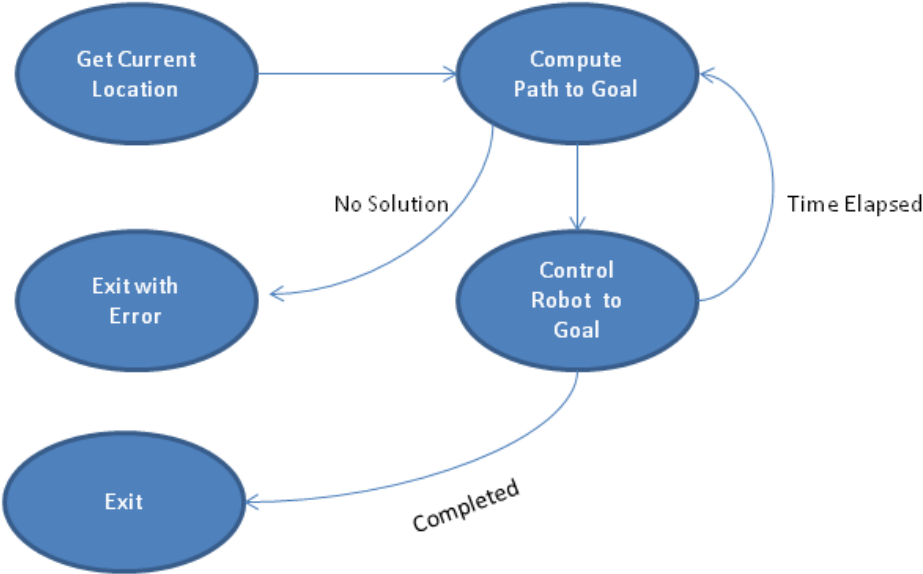 Get Current
Location
Compute
Path to Goal
No Solution
Time Elapsed
Exit with
Error
Control
Robot to
Goal
Exit
Completed